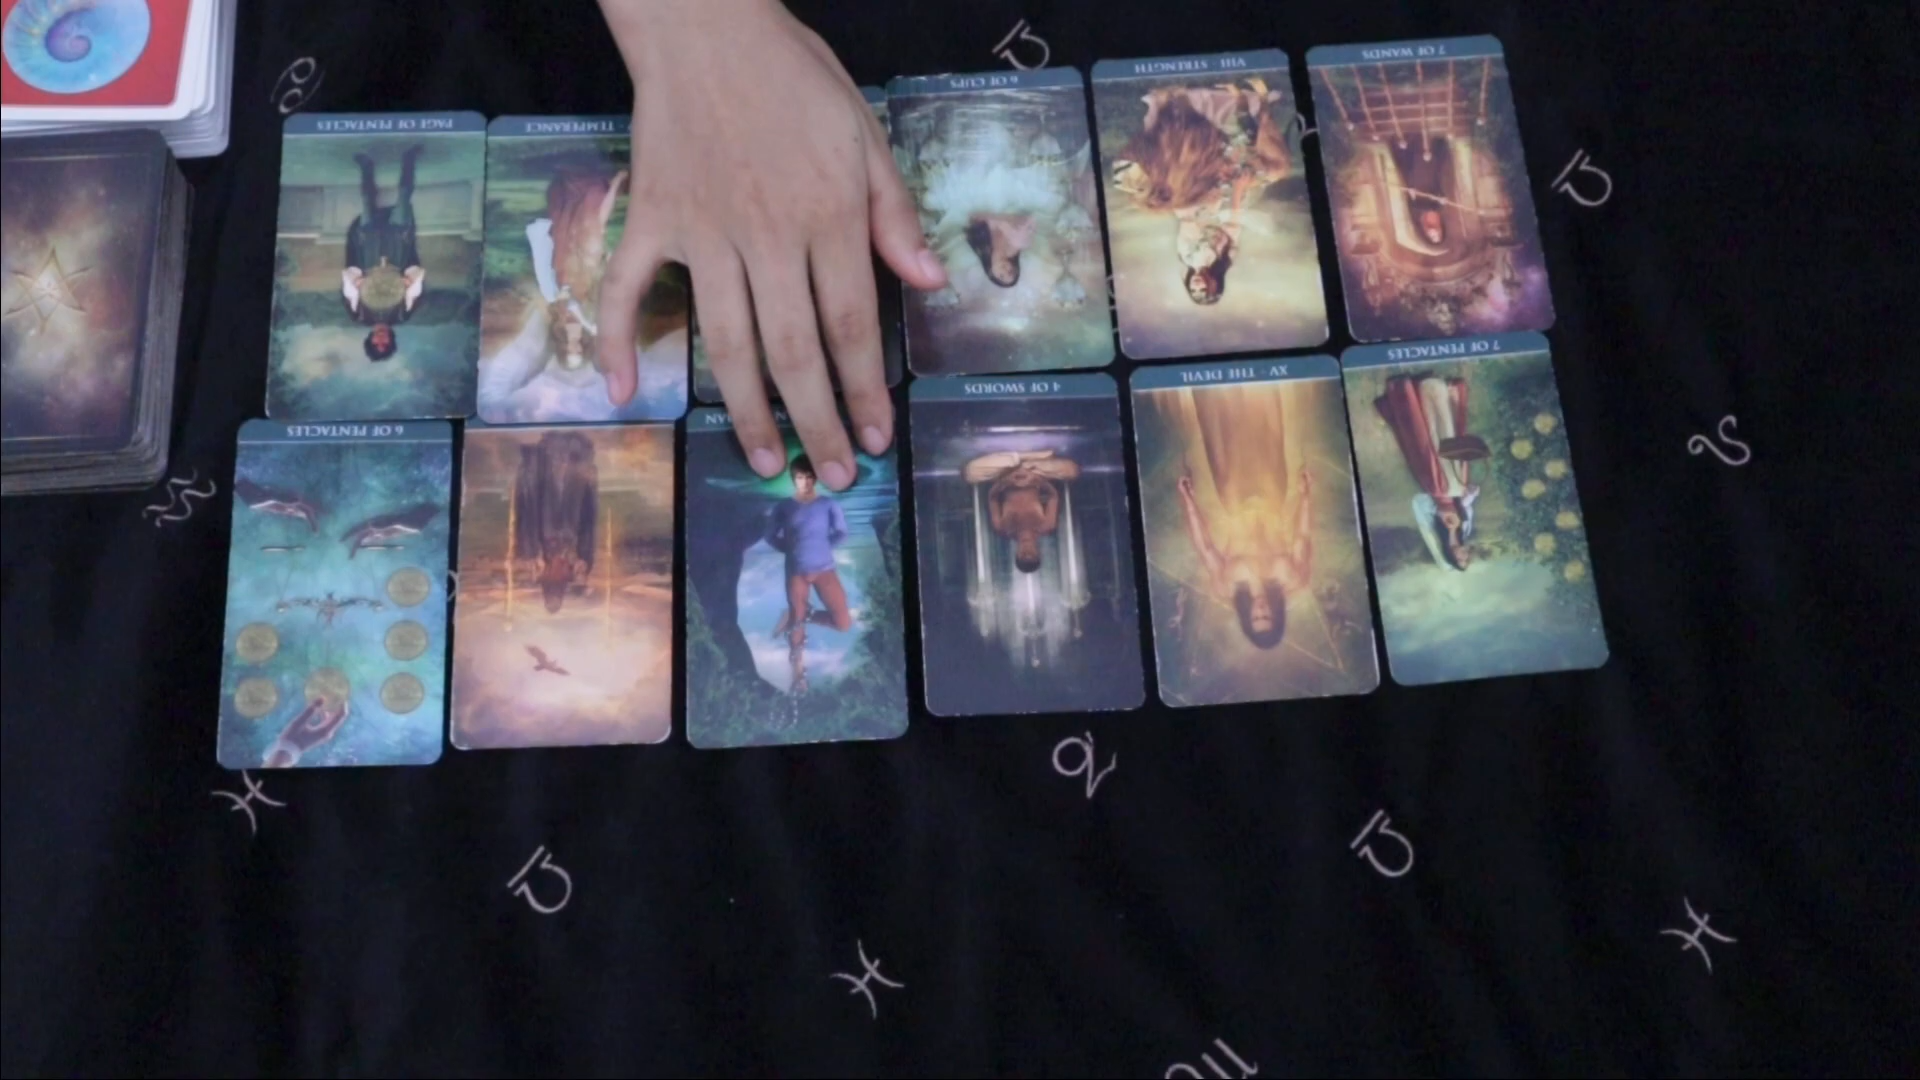 PAGE OF PENTACLES
- TEMPERANCE
6 OF CUPS
VIII - STRENGTH
7 OF WANDS
6 OF PENTACLES
4 OF SWORDS
XV - THE DEVIL
7 OF PENTACLES